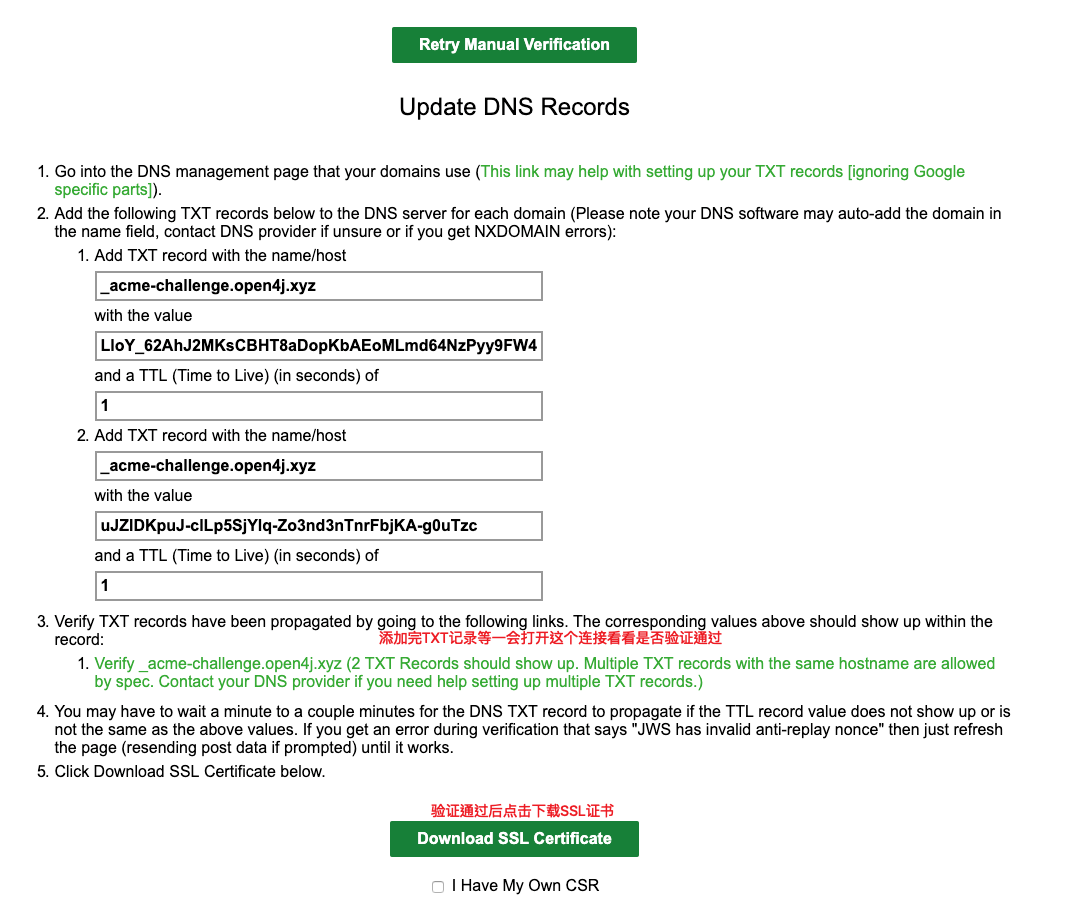 Retry Manual Verification
Update DNS Records
1. Go into the DNS management page that your domains use (This link may help with setting up your TXT records [ignoring Google
specific parts]).
2. Add the following TXT records below to the DNS server for each domain (Please note your DNS software may auto-add the domain in
the name field, contact DNS provider if unsure or if you get NXDOMAIN errors):
1. Add TXT record with the name/host
_acme-challenge.open4j.xyz
with the value
LIoY_62AhJ2MKsCBHT8aDopKbAEoMLmd64NzPyy9FW4
and a TTL (Time to Live) (in seconds) of
1
2. Add TXT record with the name/host
_acme-challenge.open4j.xyz
with the value
uJZIDKpuJ-cILp5SjYIq-Zo3nd3nTnrFbjKA-g0uTzc
and a TTL (Time to Live) (in seconds) of
1
3. Verify TXT records have been propagated by going to the following links. The corresponding values above should show up within the
record:
添加完TXT记录等一会打开这个连接看看是否验证通过
1. Verify _acme-challenge.open4j.xyz (2 TXT Records should show up. Multiple TXT records with the same hostname are allowed
by spec. Contact your DNS provider if you need help setting up multiple TXT records.)
4. You may have to wait a minute to a couple minutes for the DNS TXT record to propagate if the TTL record value does not show up or is
not the same as the above values. If you get an error during verification that says "JWS has invalid anti-replay nonce" then just refresh
the page (resending post data if prompted) until it works.
5. Click Download SSL Certificate below.
验证通过后点击下载SSL证书
Download SSL Certificate
I Have My Own CSR